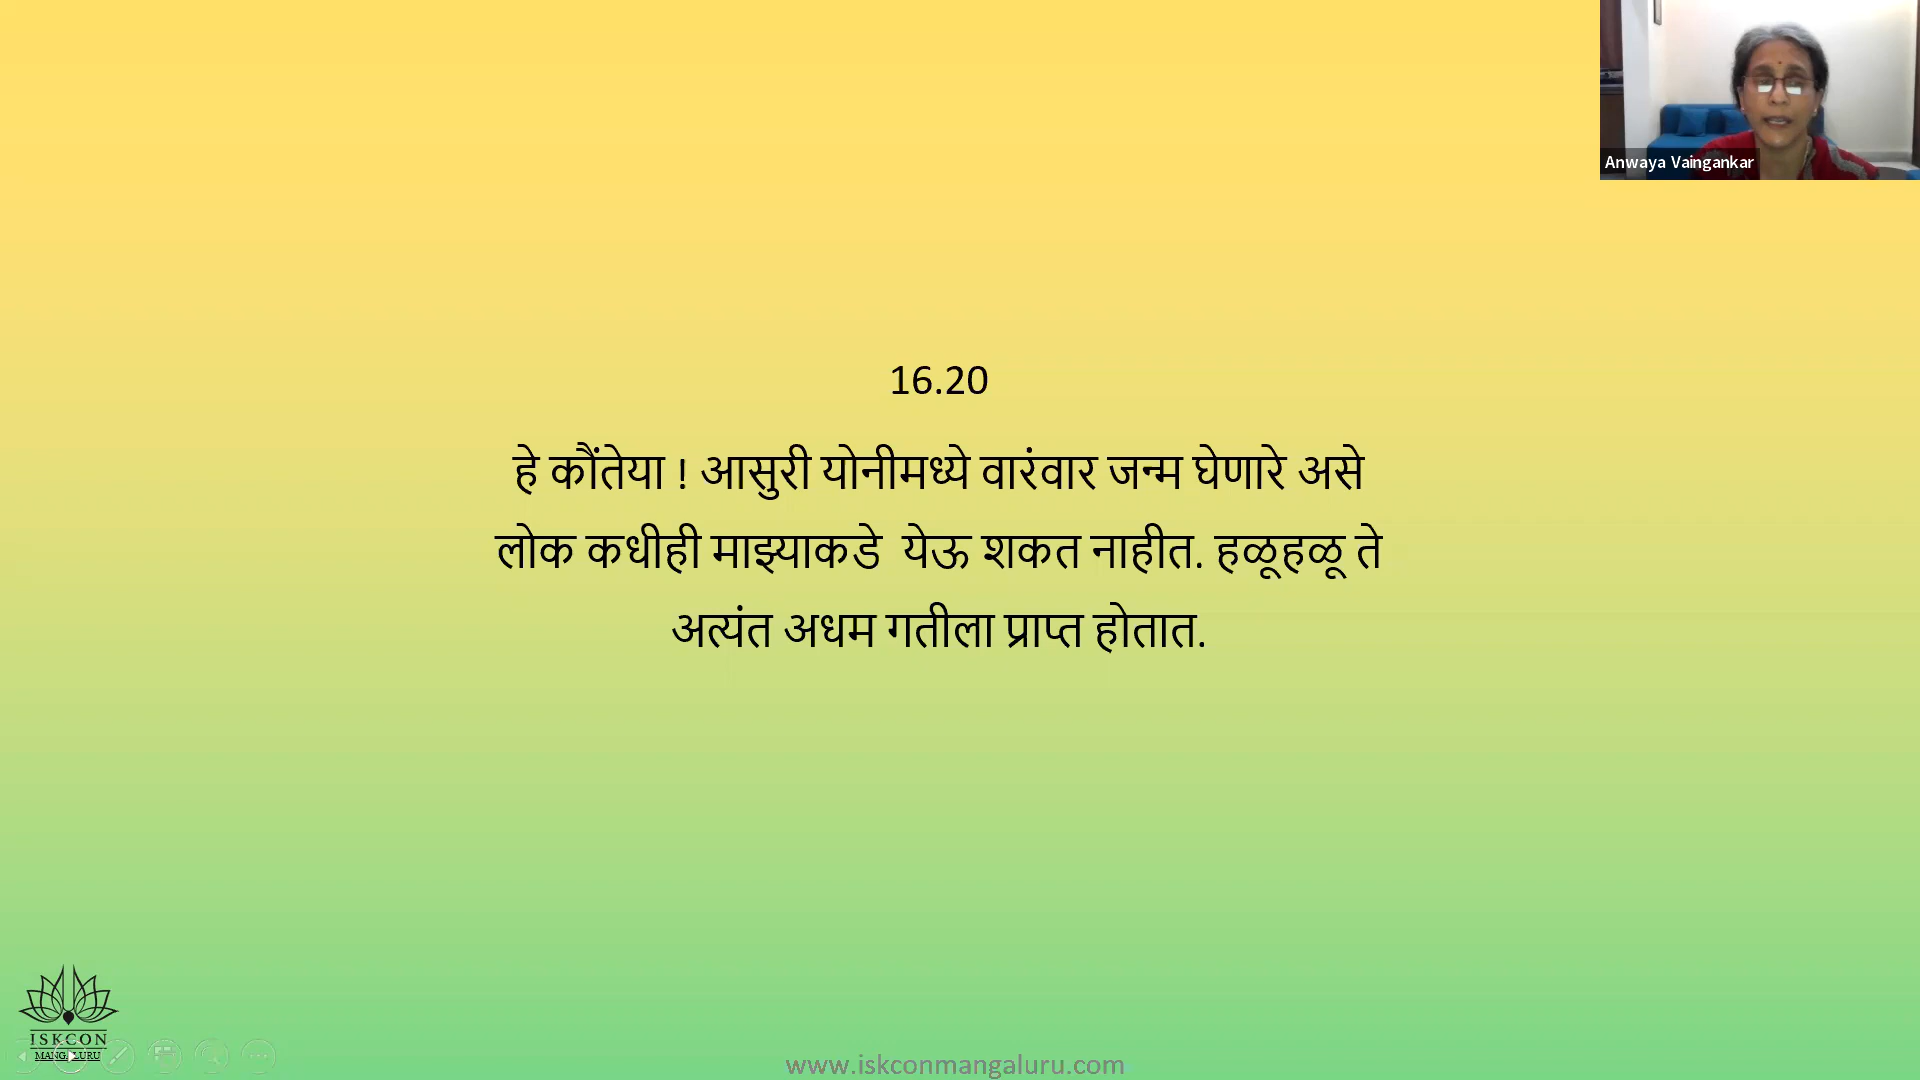 Anwaya Vaingankar
16.20
हे कौंतेया ! आसुरी योनीमध्ये वारंवार जन्म घेणारे असे
लोक कधीही माझ्याकडे येऊ शकत नाहीत. हळूहळू ते
अत्यंत अधम गतीला प्राप्त होतात.
ISKCON
MANGALURU
www.iskconmangaluru.com